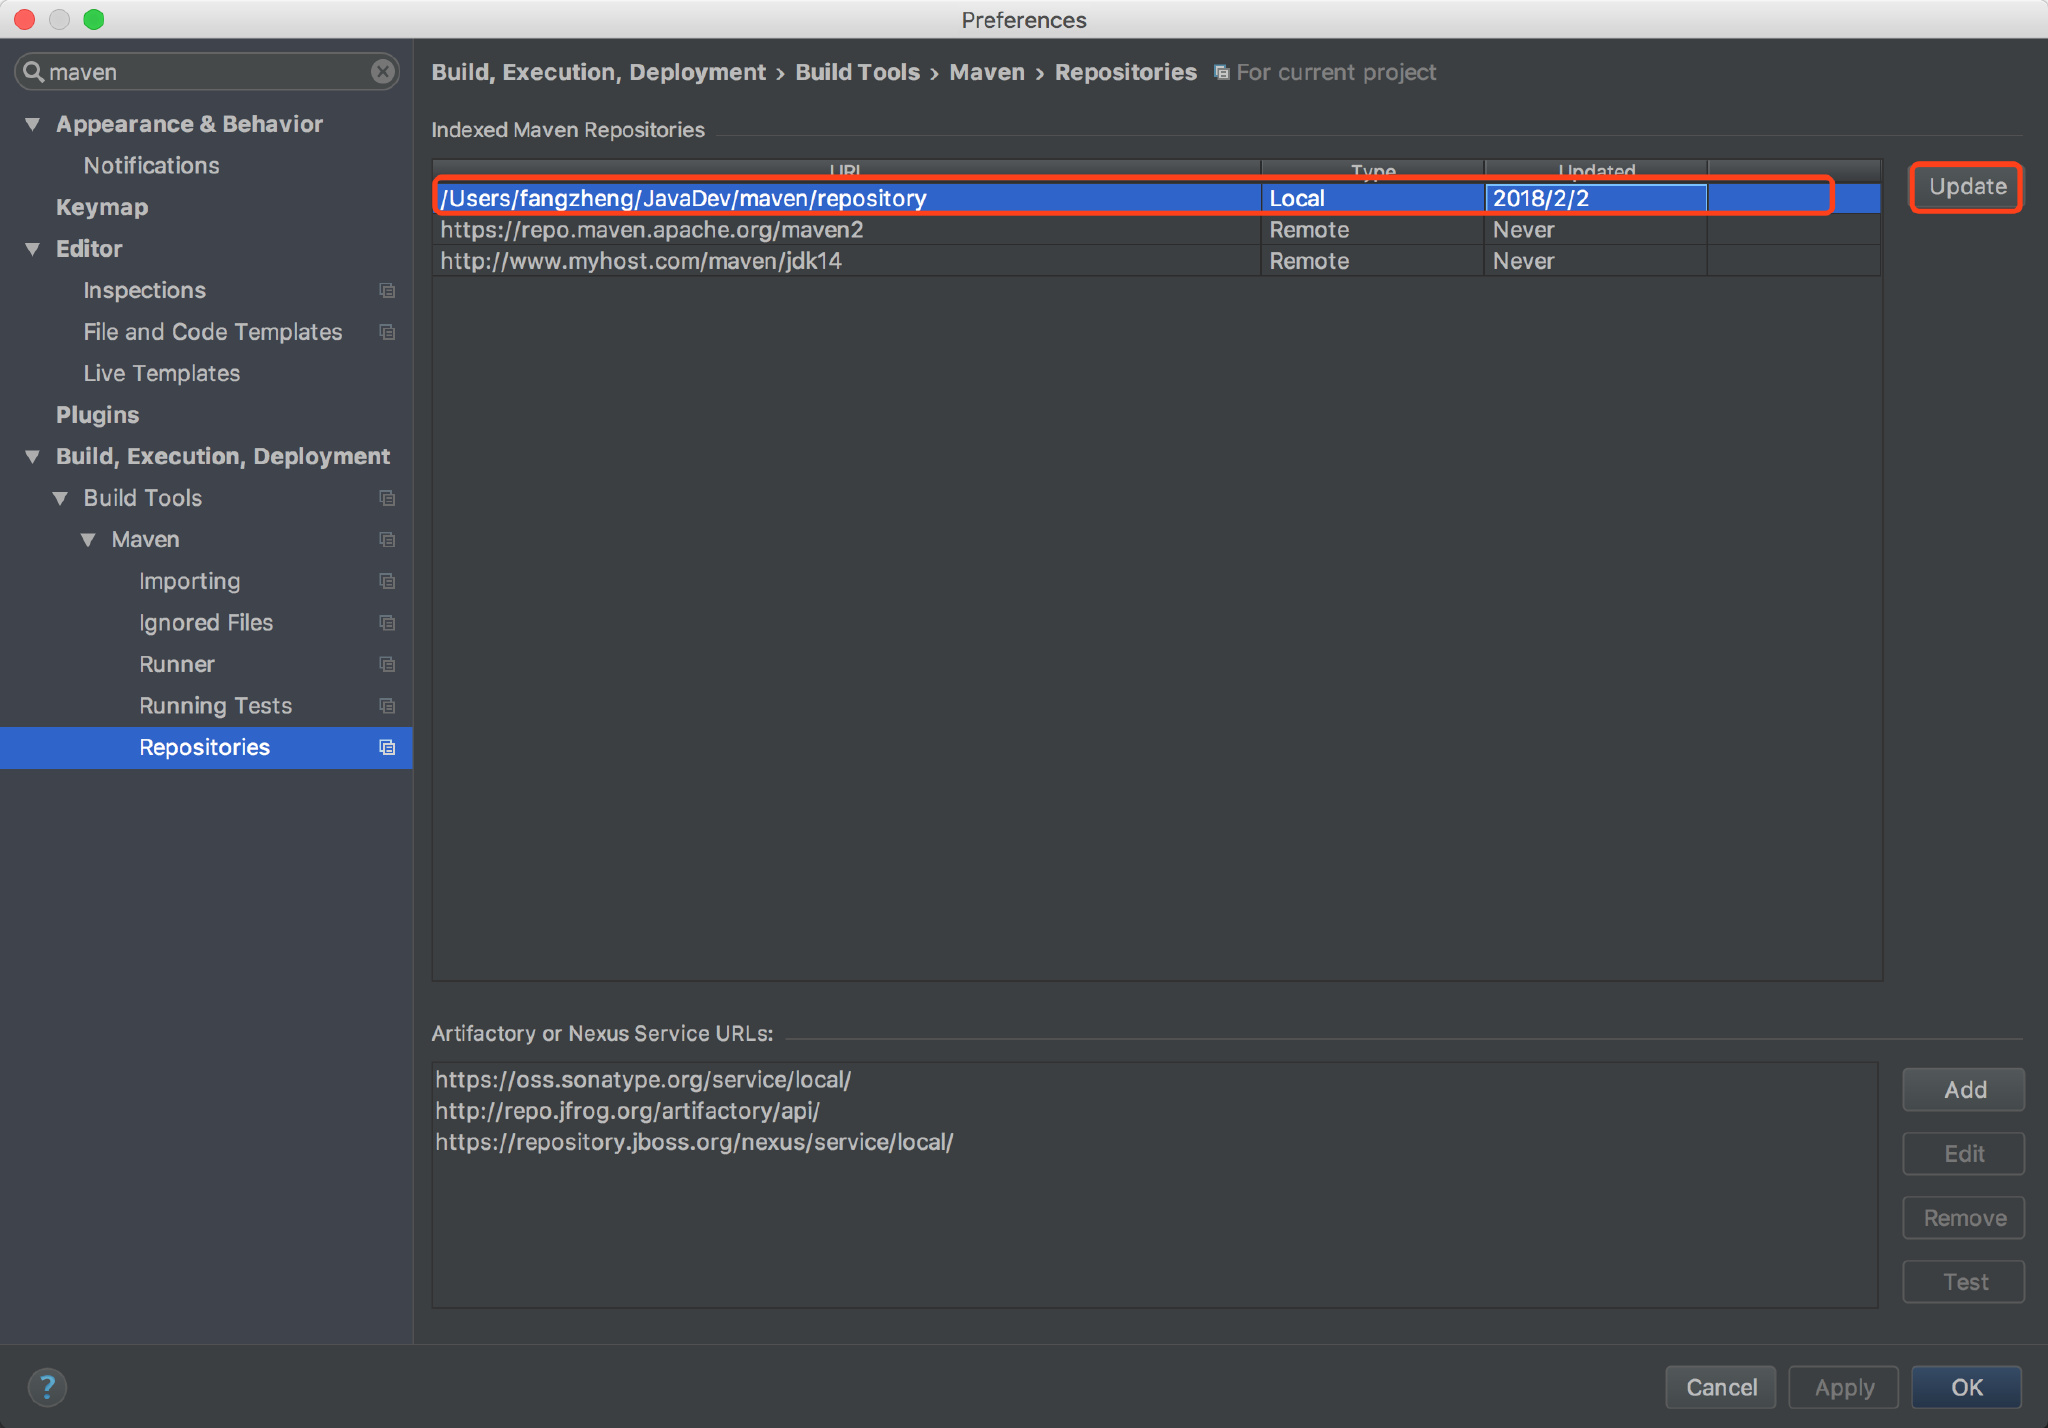 Preferences
maven
Appearance & Behavior
Notifications
Keymap
Editor
Inspections
File and Code Templates
Live Templates
Plugins
Build, Execution, Deployment
Build Tools
Maven
Importing
Ignored Files
Runner
Running Tests
Repositories
Build, Execution, Deployment › Build Tools › Maven › Repositories For current project
Indexed Maven Repositories
URL Type Updated
/Users/fangzheng/JavaDev/maven/repository Local 2018/2/2
https://repo.maven.apache.org/maven2 Remote Never
http://www.myhost.com/maven/jdk14 Remote Never
Update
Artifactory or Nexus Service URLs:
https://oss.sonatype.org/service/local/
http://repo.jfrog.org/artifactory/api/
https://repository.jboss.org/nexus/service/local/
Add
Edit
Remove
Test
?
Cancel Apply OK